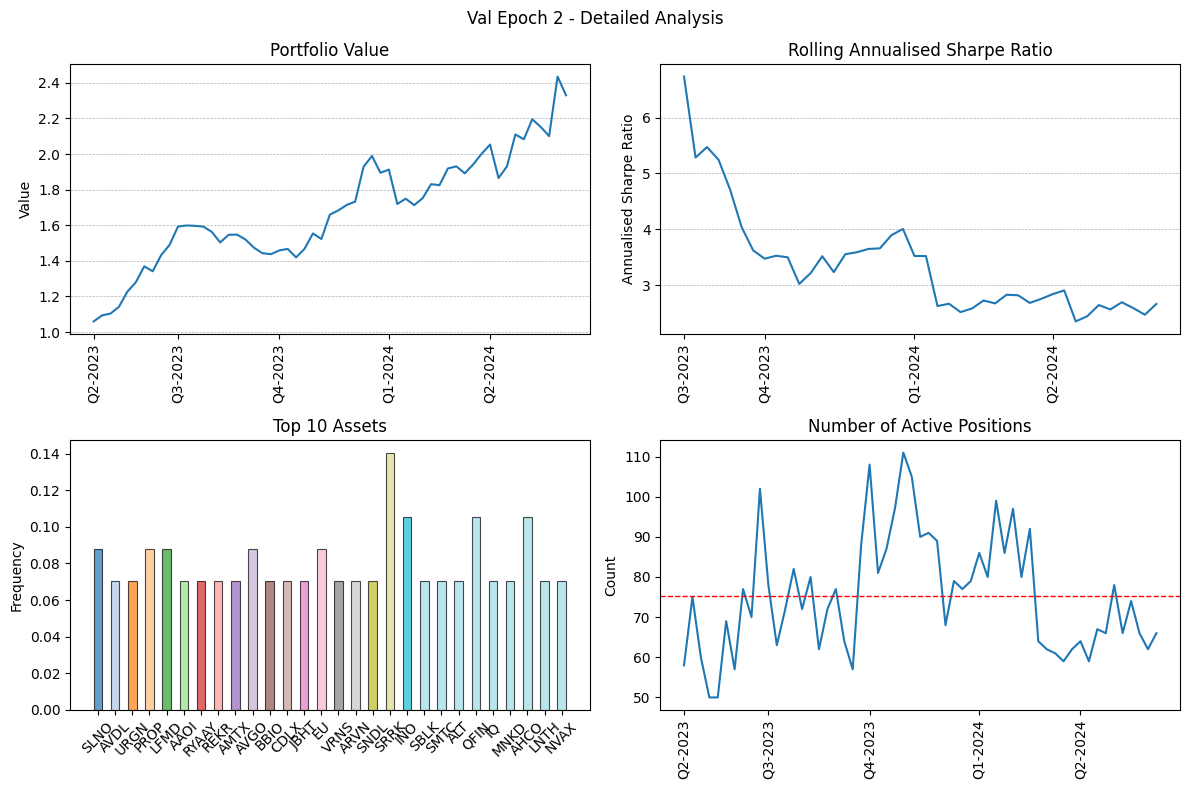 Val Epoch 2 - Detailed Analysis
Portfolio Value
Value
2.4
2.2
2.0
1.8
1.6
1.4
1.2
1.0
Q2-2023
Q3-2023
Q4-2023
Q1-2024
Q2-2024
Rolling Annualised Sharpe Ratio
Annualised Sharpe Ratio
6
5
4
3
Q3-2023
Q4-2023
Q1-2024
Q2-2024
Top 10 Assets
Frequency
0.14
0.12
0.10
0.08
0.06
0.04
0.02
0.00
SLNO
AVDL
URGN
PROP
LFMD
AAOI
RYAAY
REKR
AMTX
AVGO
BBIO
CDLX
JBHT
EU
VRNS
ARVN
SNDL
SHRK
INO
SBLK
SMTC
ALT
QFIN
IQ
MNKD
AHCO
LNTH
NVAX
Number of Active Positions
Count
110
100
90
80
70
60
50
Q2-2023
Q3-2023
Q4-2023
Q1-2024
Q2-2024